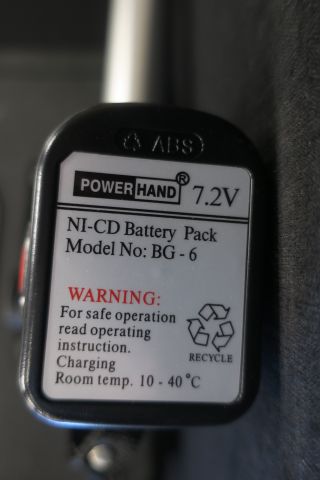 ABS
POWERHAND® 7.2V
NI-CD Battery Pack
Model No: BG - 6
WARNING:
For safe operation
read operating
instruction.
Charging
Room temp. 10 - 40°C
RECYCLE